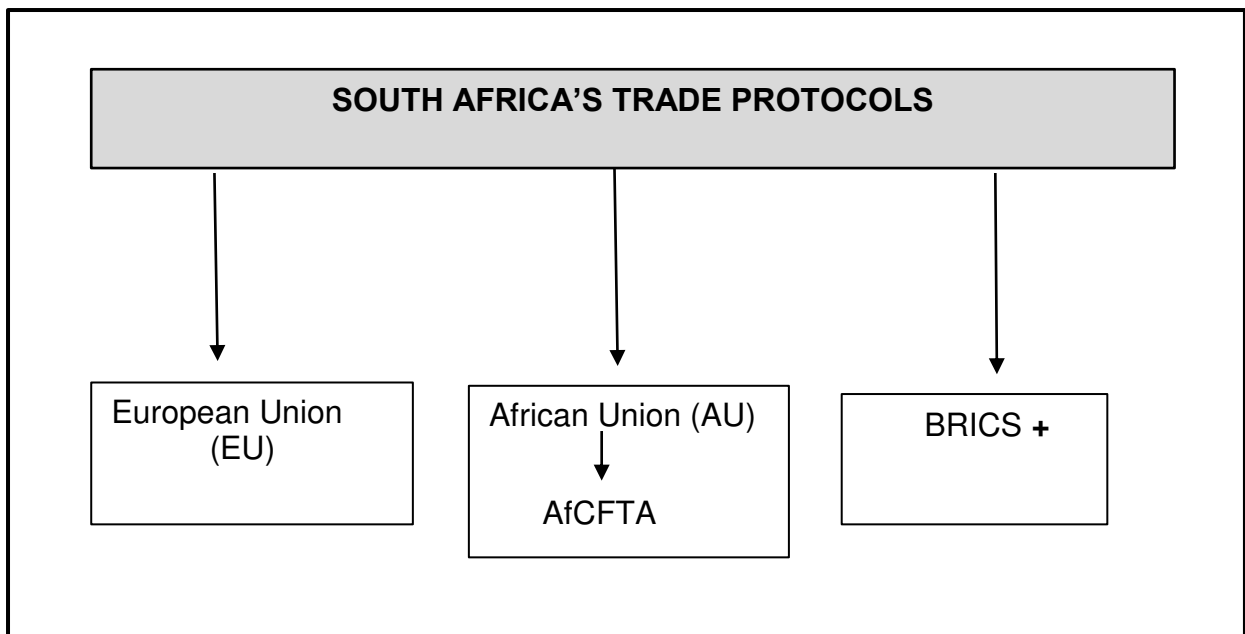 SOUTH AFRICA’S TRADE PROTOCOLS
European Union
(EU)
African Union (AU)
AfCFTA
BRICS +